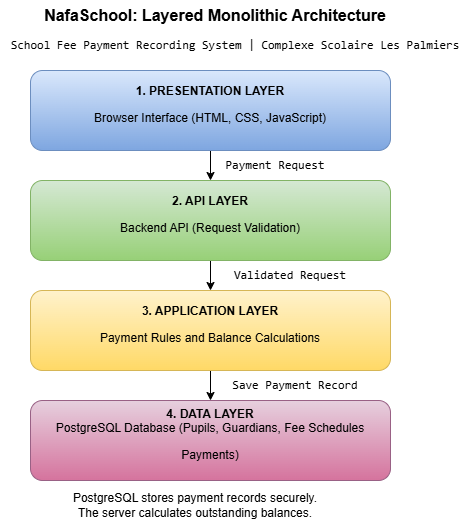 NafaSchool: Layered Monolithic Architecture
School Fee Payment Recording System | Complexe Scolaire Les Palmiers
1. PRESENTATION LAYER
Browser Interface (HTML, CSS, JavaScript)
Payment Request
2. API LAYER
Backend API (Request Validation)
Validated Request
3. APPLICATION LAYER
Payment Rules and Balance Calculations
Save Payment Record
4. DATA LAYER
PostgreSQL Database (Pupils, Guardians, Fee Schedules
Payments)
PostgreSQL stores payment records securely.
The server calculates outstanding balances.